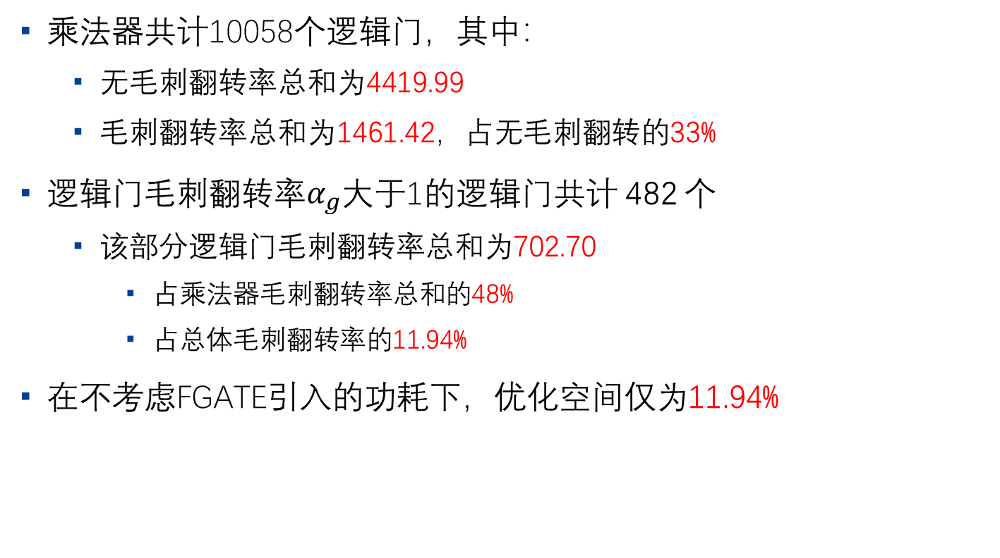 ▪ 乘法器共计10058个逻辑门，其中：
▪ 无毛刺翻转率总和为4419.99
▪ 毛刺翻转率总和为1461.42，占无毛刺翻转的33%
▪ 逻辑门毛刺翻转率α_g大于1的逻辑门共计 482 个
▪ 该部分逻辑门毛刺翻转率总和为702.70
▪ 占乘法器毛刺翻转率总和的48%
▪ 占总体毛刺翻转率的11.94%
▪ 在不考虑FGATE引入的功耗下，优化空间仅为11.94%